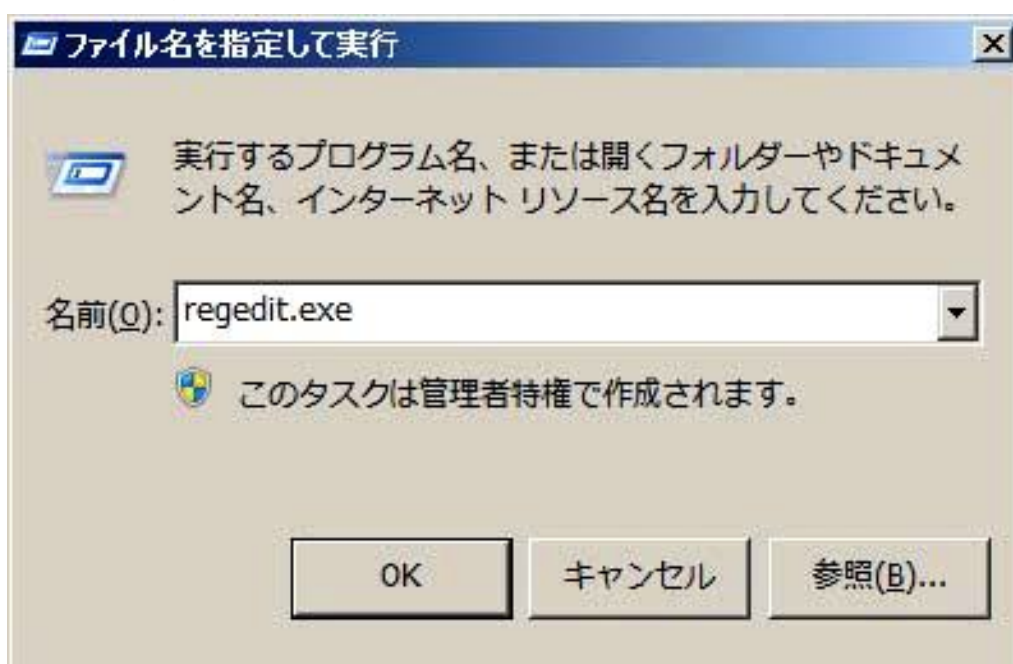 ファイル名を指定して実行
実行するプログラム名、または開くフォルダーやドキュメ
ント名、インターネット リソース名を入力してください。
名前(O): regedit.exe
このタスクは管理者特権で作成されます。
OK キャンセル 参照(B)...